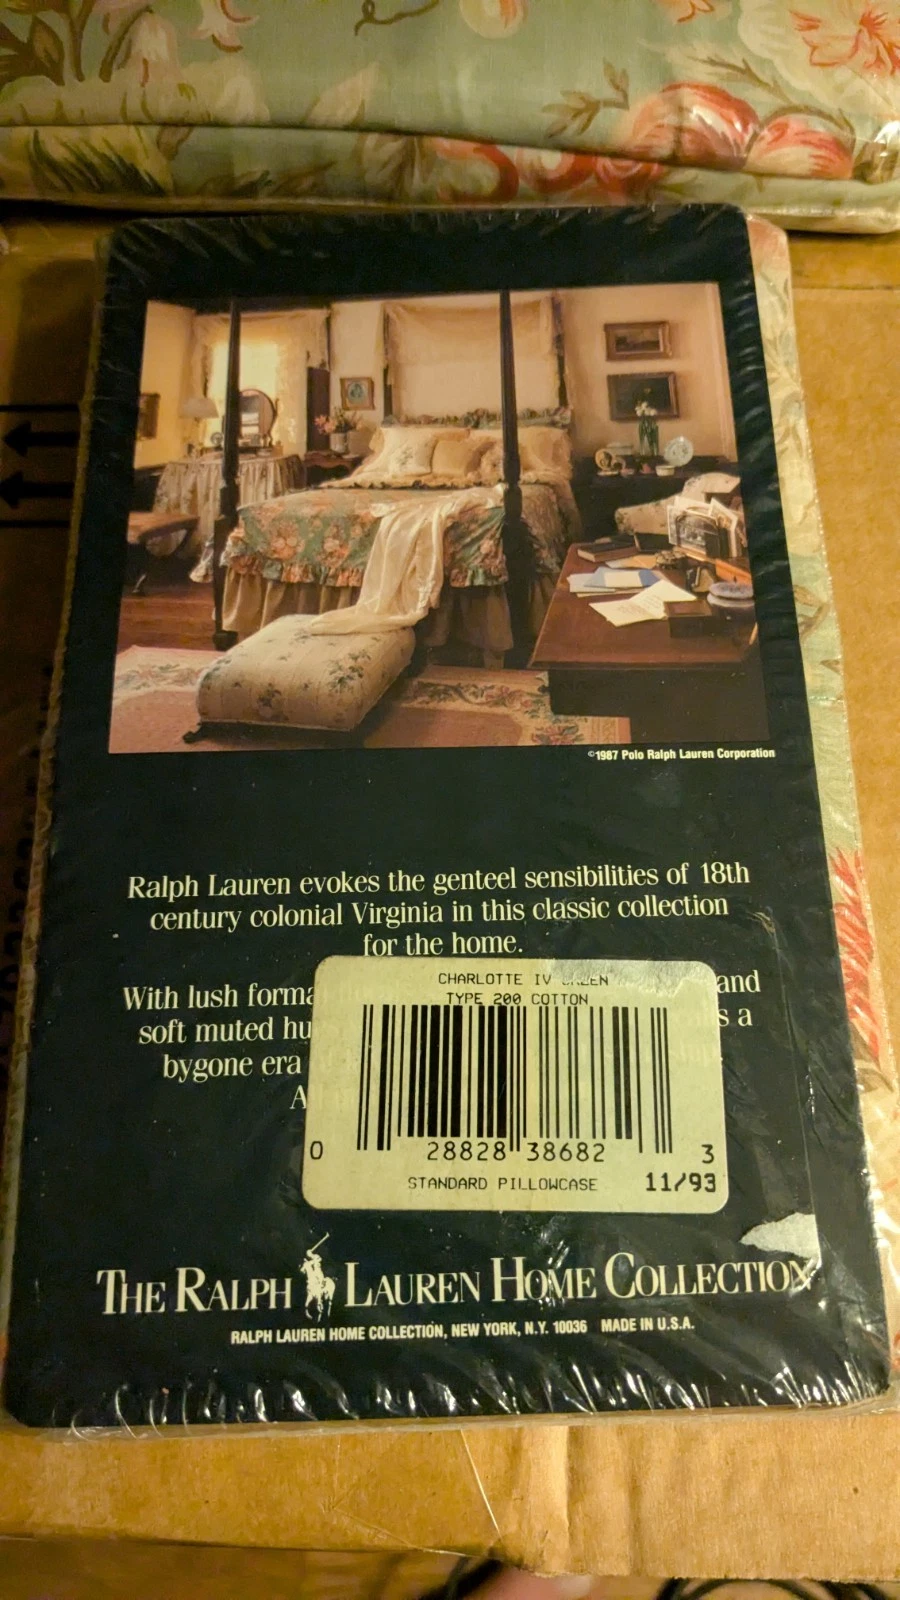 ©1987 Polo Ralph Lauren Corporation
Ralph Lauren evokes the genteel sensibilities of 18th
century colonial Virginia in this classic collection
for the home.
With lush and
soft muted a
bygone era
CHARLOTTE IV
TYPE 200 COTTON
0 28828 38682 3
STANDARD PILLOWCASE 11/93
THE RALPH LAUREN HOME COLLECTION
RALPH LAUREN HOME COLLECTION, NEW YORK, N.Y. 10036 MADE IN U.S.A.